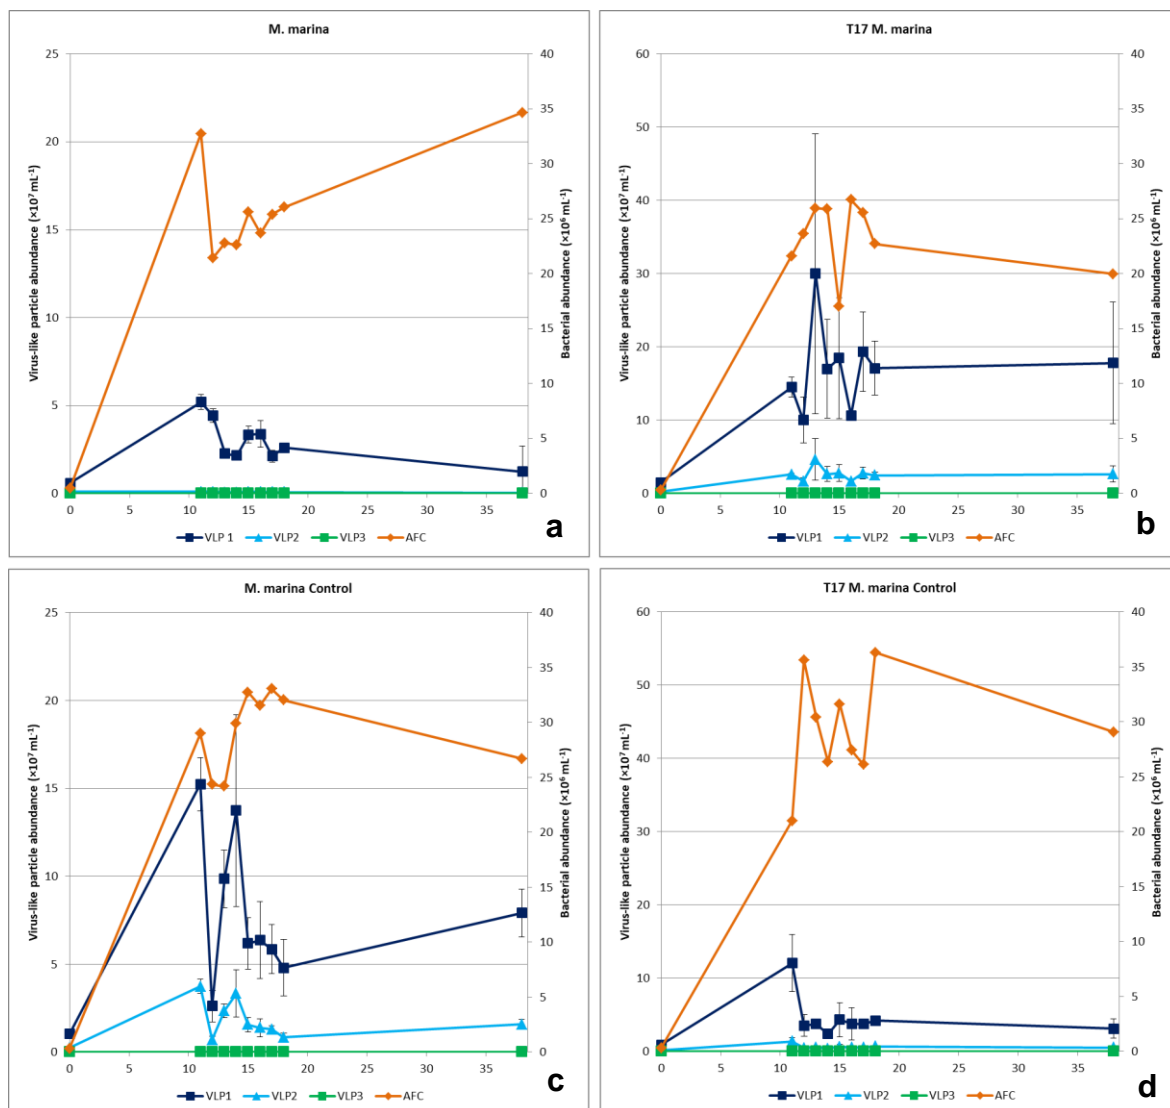 M. marina
25
20
15
10
5
0
40
35
30
25
20
15
10
5
0
Virus-like particle abundance (×10⁷ mL⁻¹)
Bacterial abundance (×10⁶ mL⁻¹)
0 5 10 15 20 25 30 35
VLP 1 VLP2 VLP3 AFC
a
T17 M. marina
60
50
40
30
20
10
0
40
35
30
25
20
15
10
5
0
Virus-like particle abundance (×10⁷ mL⁻¹)
Bacterial abundance (×10⁶ mL⁻¹)
0 5 10 15 20 25 30 35
VLP1 VLP2 VLP3 AFC
b
M. marina Control
25
20
15
10
5
0
40
35
30
25
20
15
10
5
0
Virus-like particle abundance (×10⁷ mL⁻¹)
Bacterial abundance (×10⁶ mL⁻¹)
0 5 10 15 20 25 30 35
VLP1 VLP2 VLP3 AFC
c
T17 M. marina Control
60
50
40
30
20
10
0
40
35
30
25
20
15
10
5
0
Virus-like particle abundance (×10⁷ mL⁻¹)
Bacterial abundance (×10⁶ mL⁻¹)
0 5 10 15 20 25 30 35
VLP1 VLP2 VLP3 AFC
d